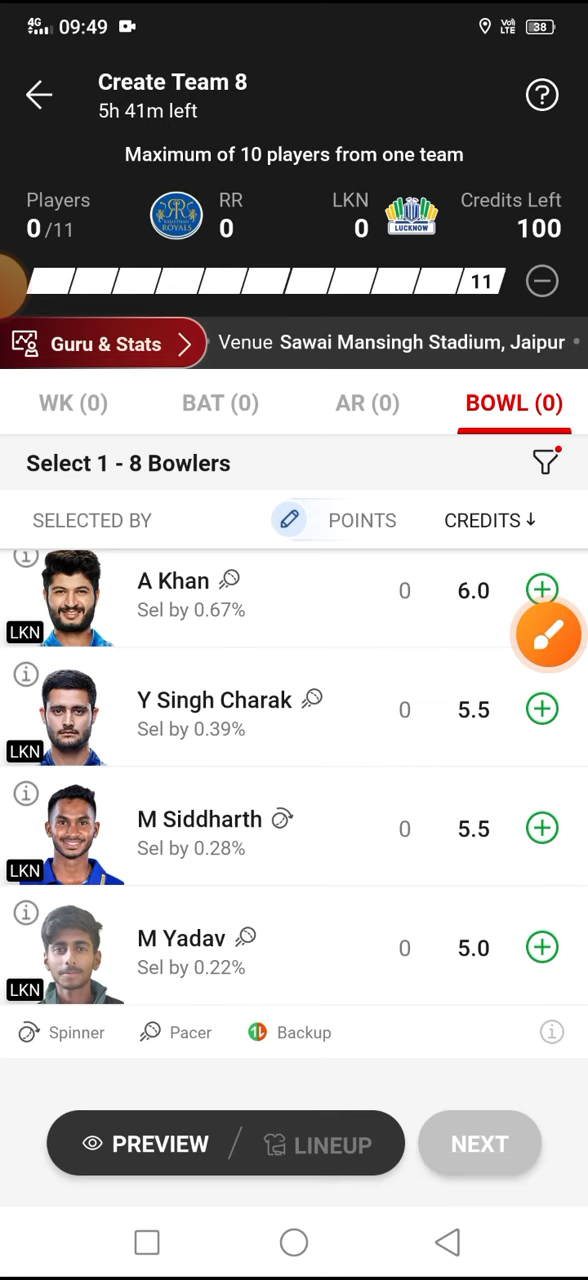 4G 09:49 Vo)) LTE 38
Create Team 8
5h 41m left
Maximum of 10 players from one team
Players RR LKN Credits Left
0/11 0 0 100
RAJASTHAN ROYALS
LUCKNOW
11
Guru & Stats Venue Sawai Mansingh Stadium, Jaipur
WK (0) BAT (0) AR (0) BOWL (0)
Select 1 - 8 Bowlers
SELECTED BY POINTS CREDITS ↓
A Khan 0 6.0
Sel by 0.67%
LKN
Y Singh Charak 0 5.5
Sel by 0.39%
LKN
M Siddharth 0 5.5
Sel by 0.28%
LKN
M Yadav 0 5.0
Sel by 0.22%
LKN
Spinner Pacer Backup
PREVIEW / LINEUP NEXT